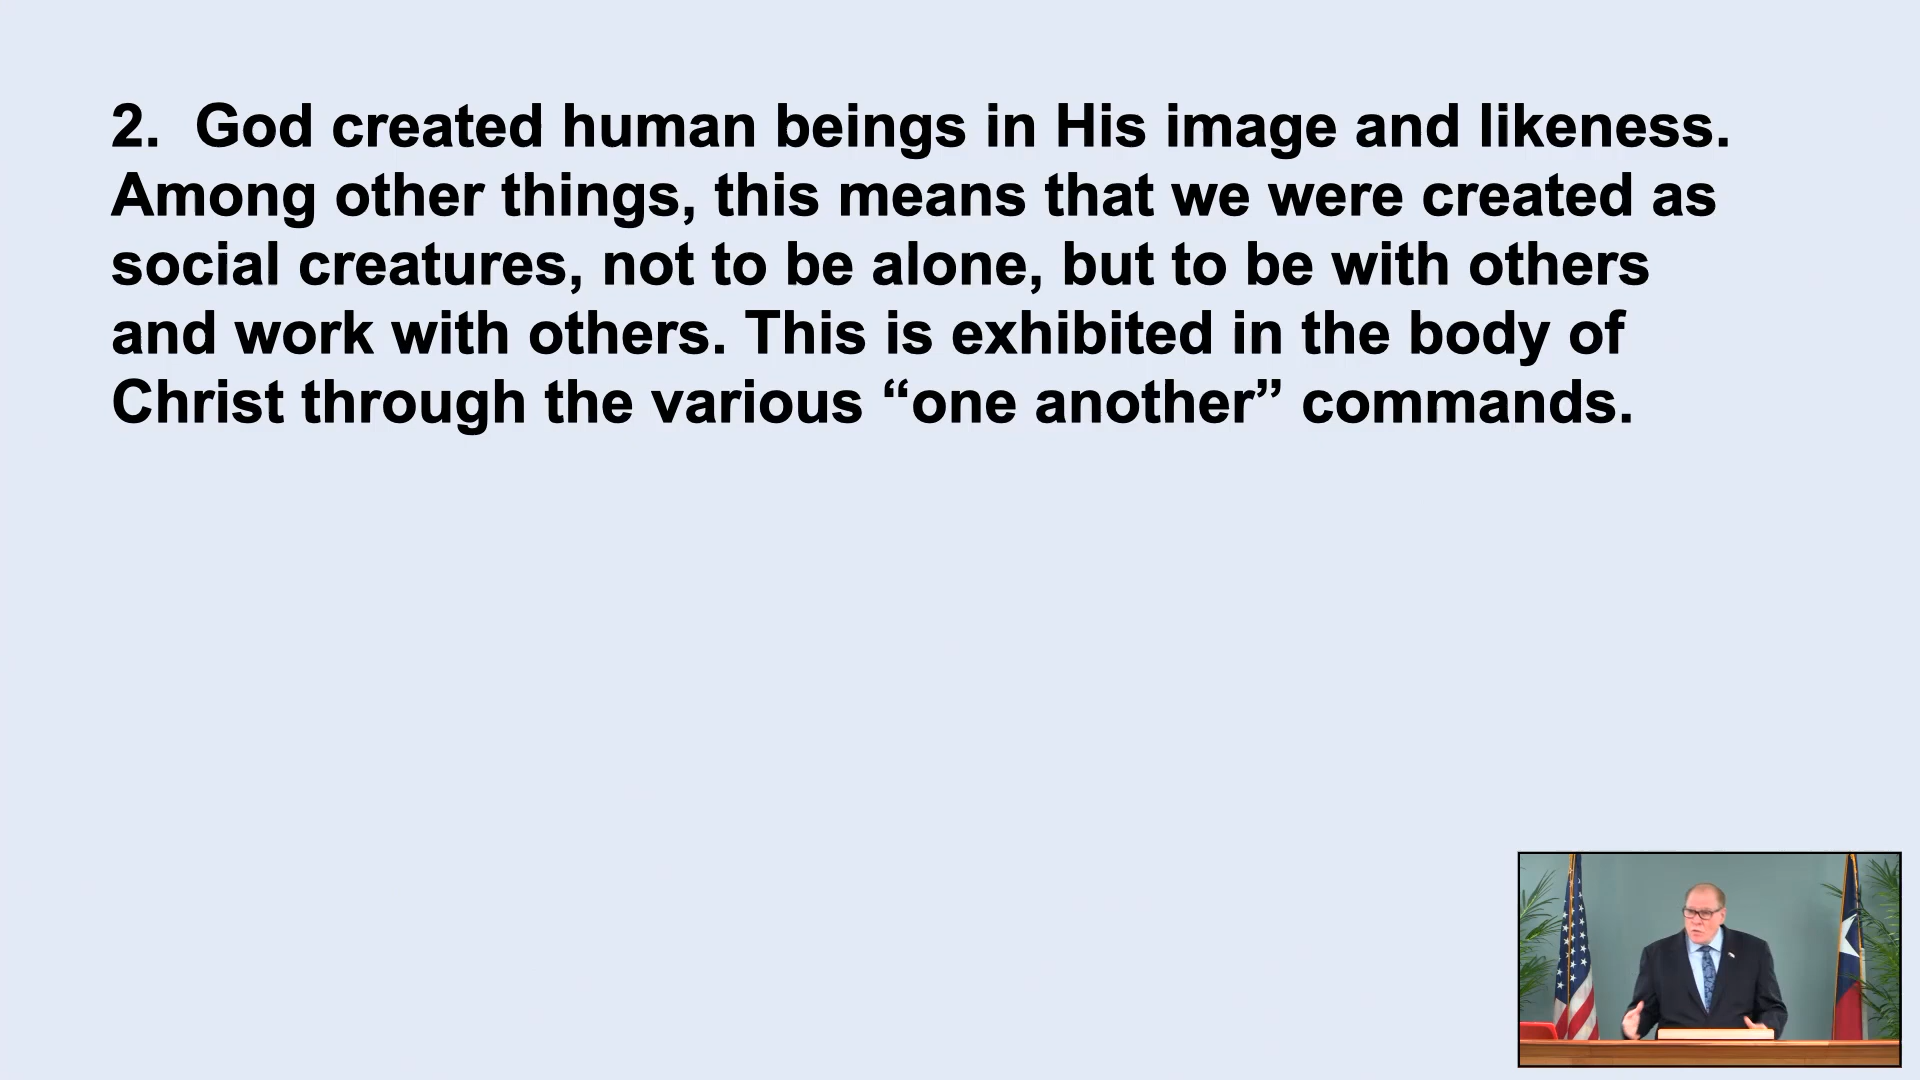 2.  God created human beings in His image and likeness.
Among other things, this means that we were created as
social creatures, not to be alone, but to be with others
and work with others. This is exhibited in the body of
Christ through the various “one another” commands.